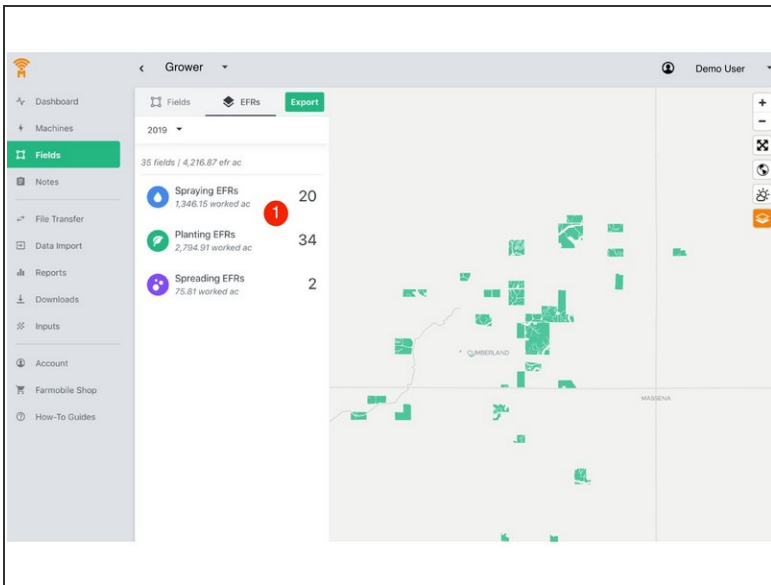 Grower
Demo User
Dashboard
Machines
Fields
Notes
File Transfer
Data Import
Reports
Downloads
Inputs
Account
Farmobile Shop
How-To Guides
Fields
EFRs
Export
2019
35 fields | 4,216.87 efr ac
Spraying EFRs
1,346.15 worked ac
20
1
Planting EFRs
2,794.91 worked ac
34
Spreading EFRs
75.81 worked ac
2
CUMBERLAND
MASSENA